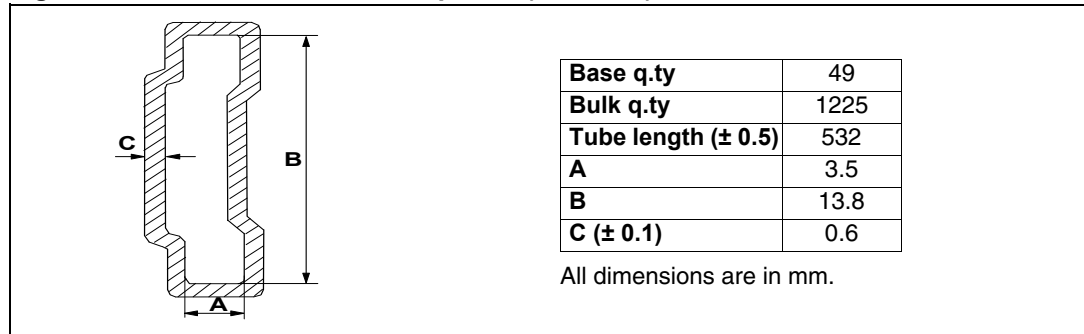 C
B
A
Base q.ty 49
Bulk q.ty 1225
Tube length (± 0.5) 532
A 3.5
B 13.8
C (± 0.1) 0.6
All dimensions are in mm.